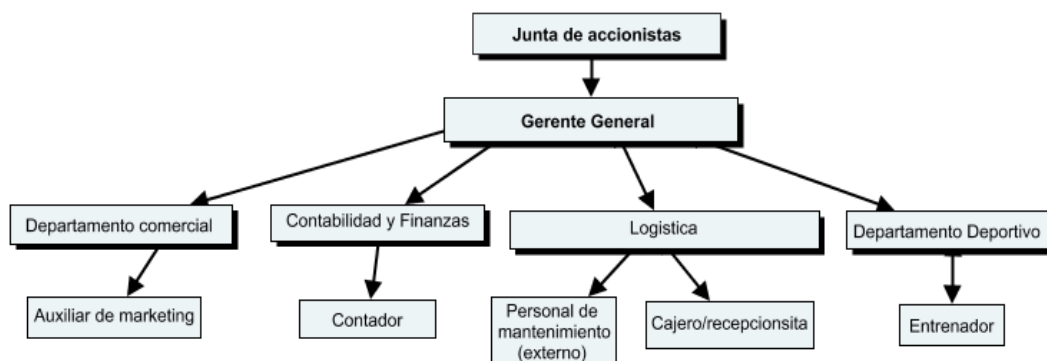 Junta de accionistas
Gerente General
Departamento comercial
Contabilidad y Finanzas
Logistica
Departamento Deportivo
Auxiliar de marketing
Contador
Personal de
mantenimiento
(externo)
Cajero/recepcionsita
Entrenador